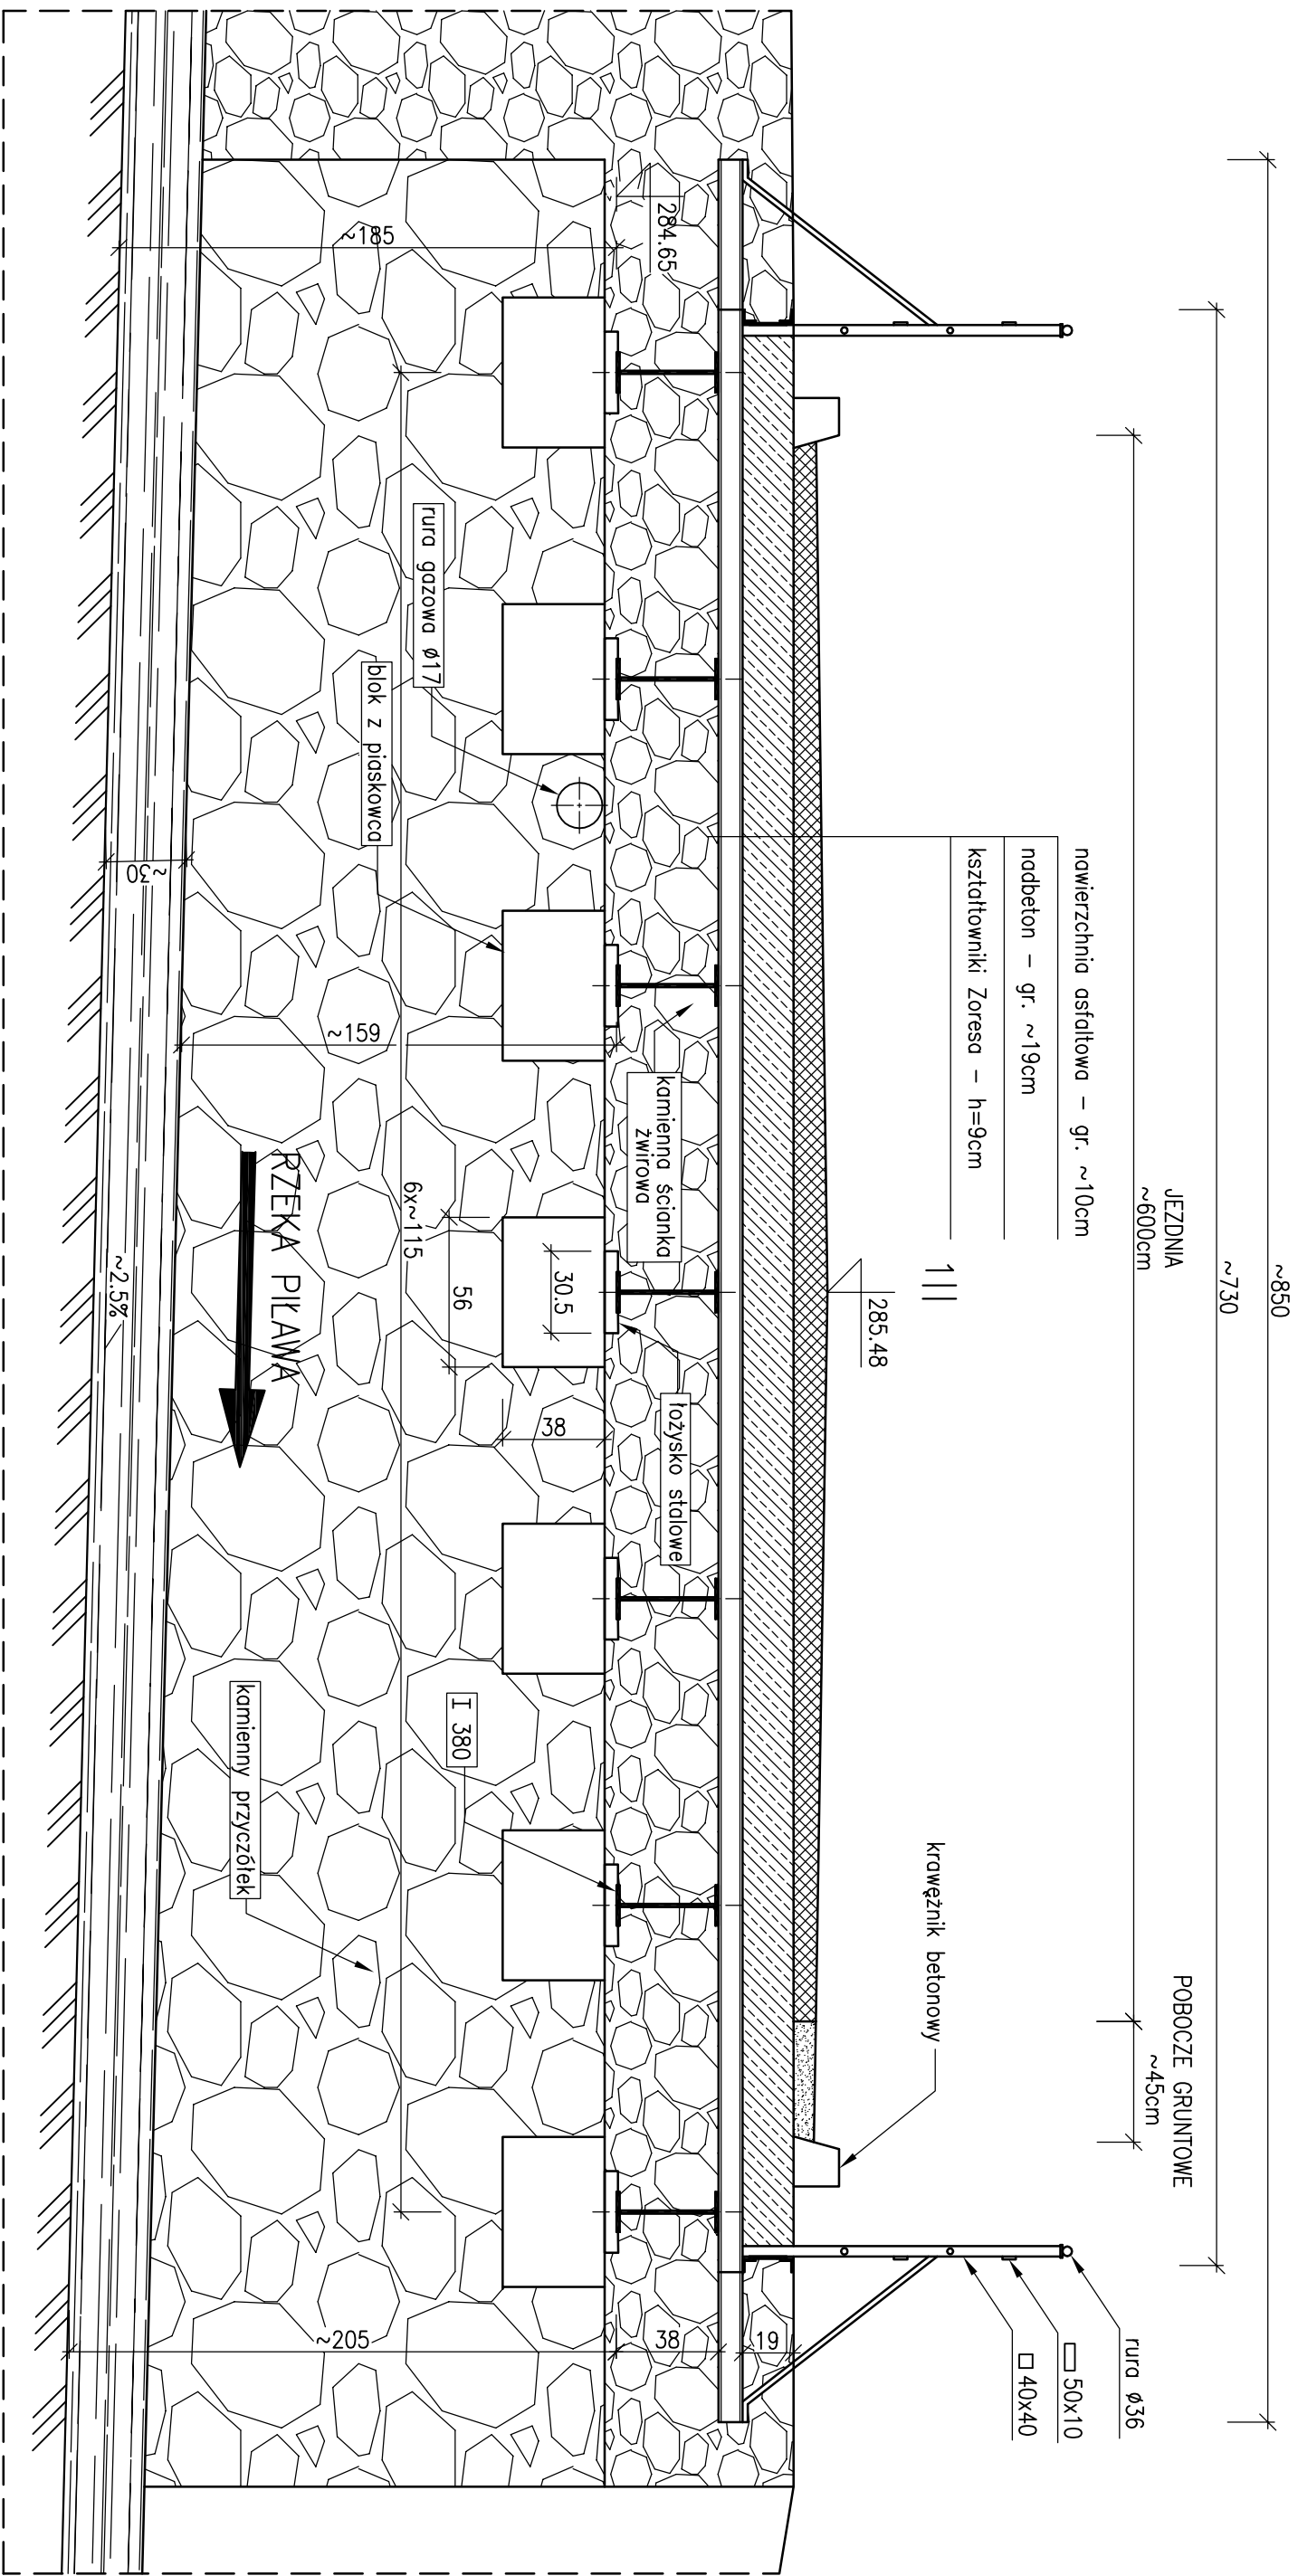 ~850
~730
JEZDNIA
~600cm
POBOCZE GRUNTOWE
~45cm
nawierzchnia asfaltowa - gr. ~10cm
nadbeton - gr. ~19cm
kształtowniki Zoresa - h=9cm
1||
285.48
krawężnik betonowy
rura ø36
▭ 50x10
□ 40x40
284.65
~185
rura gazowa ø17
blok z piaskowca
~30
~159
kamienna ścianka
żwirowa
łożysko stalowe
30.5
56
38
6x~115
I 380
kamienny przyczółek
RZEKA PIŁAWA
~2.5%
~205
38
19